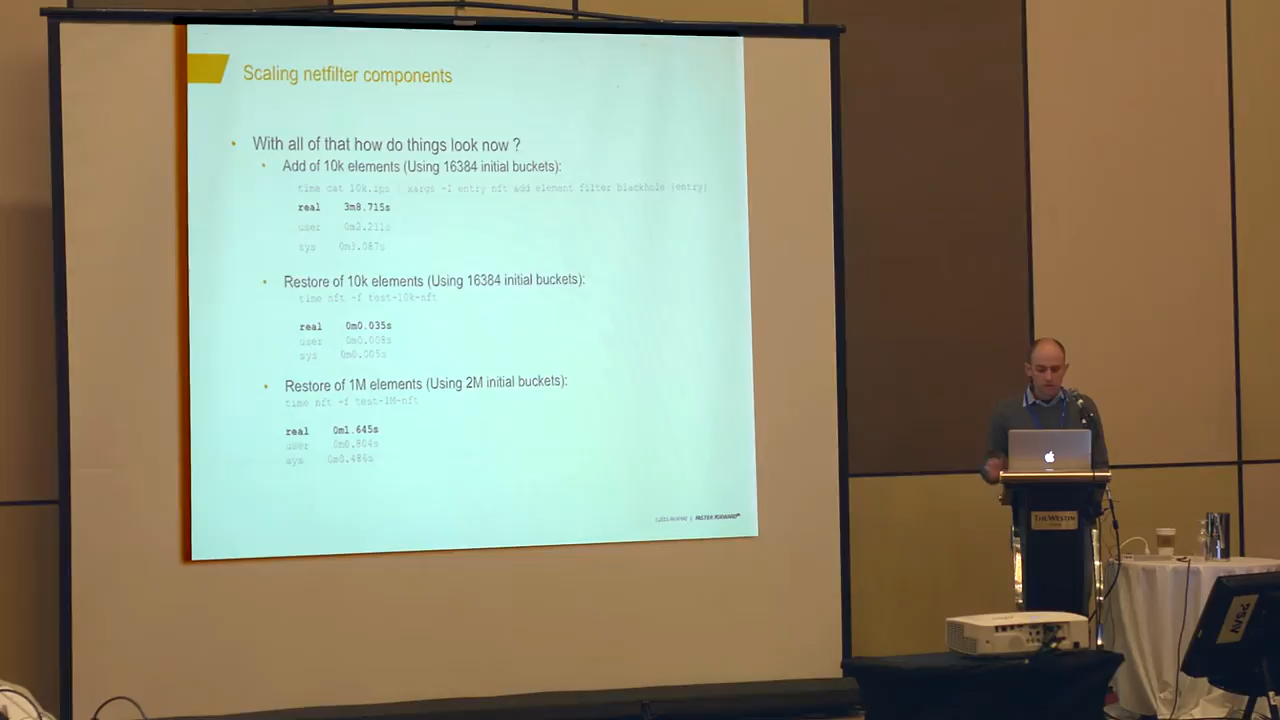 Scaling netfilter components
• With all of that how do things look now ?
• Add of 10k elements (Using 16384 initial buckets):
time cat 10k.ips | xargs -I entry nft add element filter blackhole {entry}
real 3m8.715s
user 0m2.211s
sys 0m3.087s
• Restore of 10k elements (Using 16384 initial buckets):
time nft -f test-10k-nft
real 0m0.035s
user 0m0.008s
sys 0m0.005s
• Restore of 1M elements (Using 2M initial buckets):
time nft -f test-1M-nft
real 0m1.645s
user 0m0.804s
sys 0m0.486s
FASTER FORWARD
THE WESTIN
PSAV